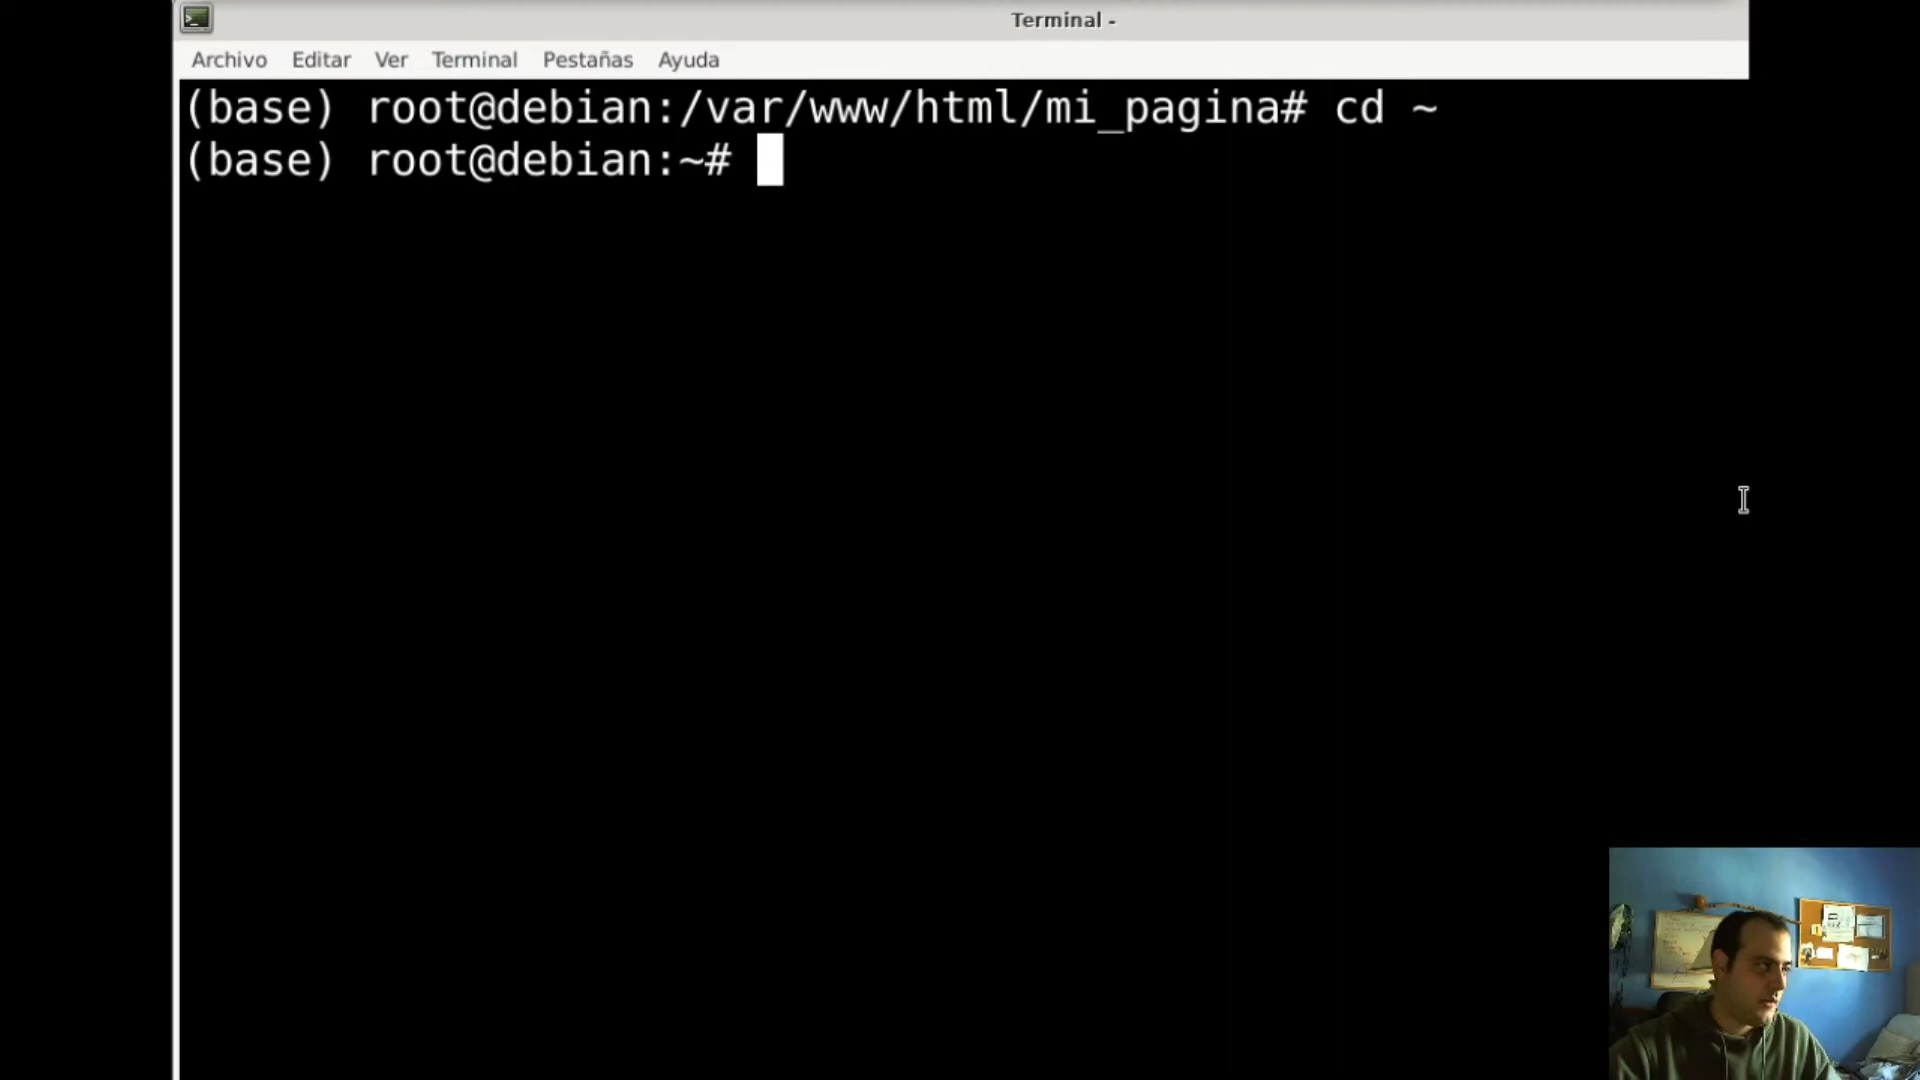 Terminal -
Archivo Editar Ver Terminal Pestañas Ayuda
(base) root@debian:/var/www/html/mi_pagina# cd ~
(base) root@debian:~#